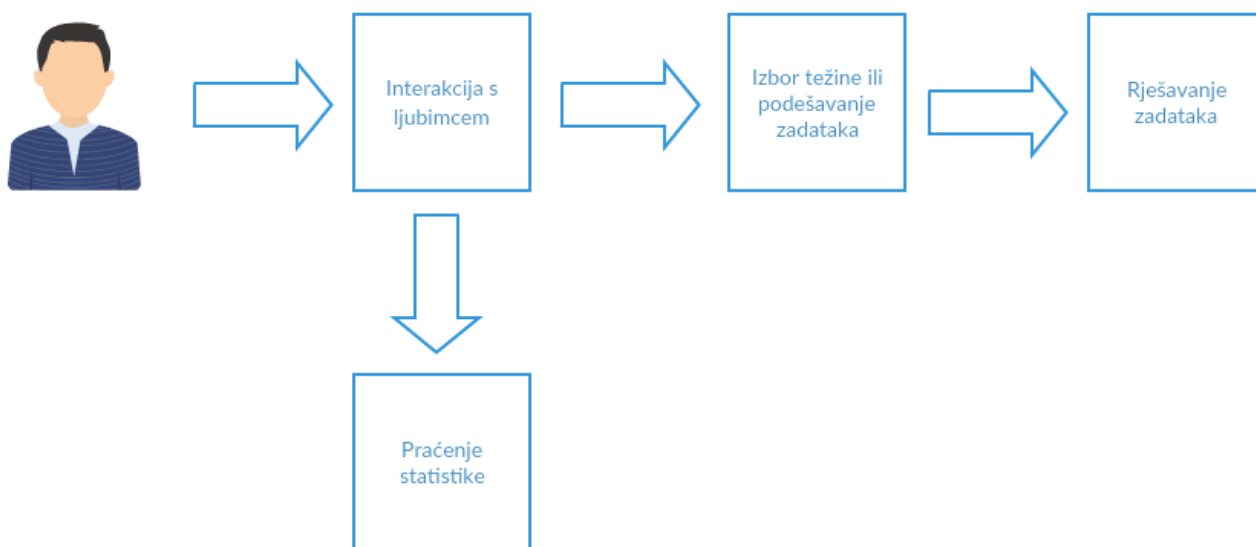 Interakcija s
ljubimcem
Izbor težine ili
podešavanje
zadataka
Rješavanje
zadataka
Praćenje
statistike